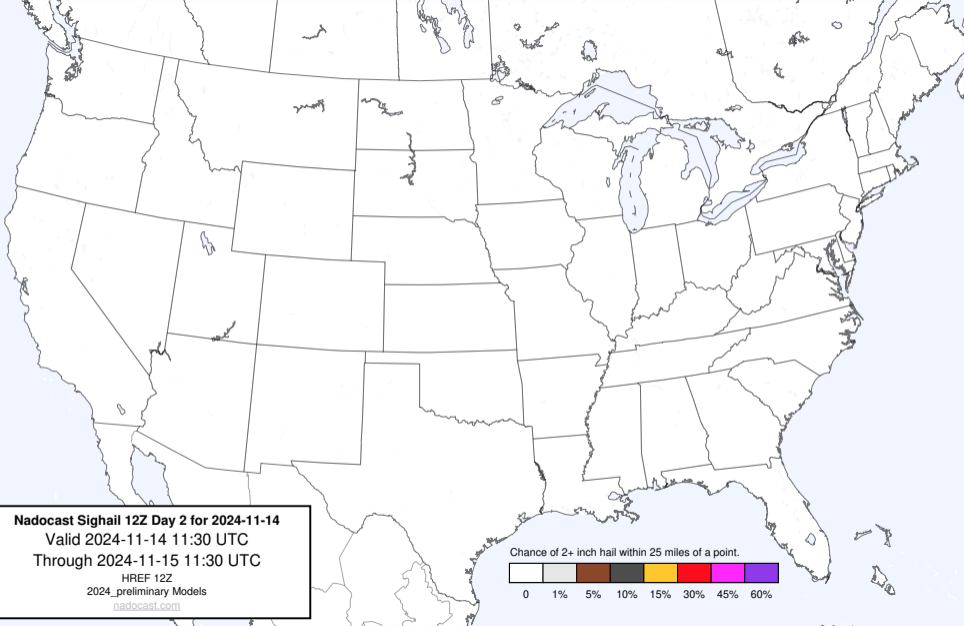 Nadocast Sighail 12Z Day 2 for 2024-11-14
Valid 2024-11-14 11:30 UTC
Through 2024-11-15 11:30 UTC
HREF 12Z
2024_preliminary Models
nadocast.com
Chance of 2+ inch hail within 25 miles of a point.
0 1% 5% 10% 15% 30% 45% 60%